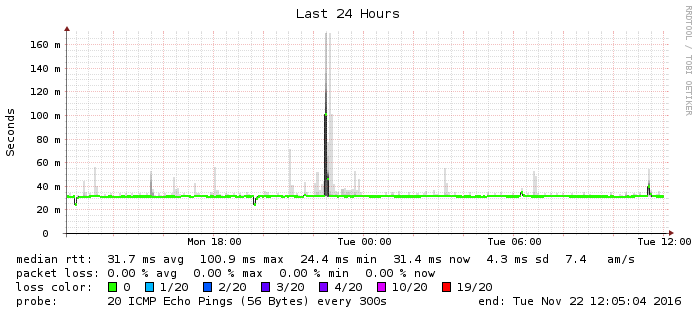 Last 24 Hours
RRDTOOL / TOBI OETIKER
Seconds
160 m
140 m
120 m
100 m
80 m
60 m
40 m
20 m
0
Mon 18:00 Tue 00:00 Tue 06:00 Tue 12:00
median rtt: 31.7 ms avg 100.9 ms max 24.4 ms min 31.4 ms now 4.3 ms sd 7.4 am/s
packet loss: 0.00 % avg 0.00 % max 0.00 % min 0.00 % now
loss color: 0 1/20 2/20 3/20 4/20 10/20 19/20
probe: 20 ICMP Echo Pings (56 Bytes) every 300s end: Tue Nov 22 12:05:04 2016